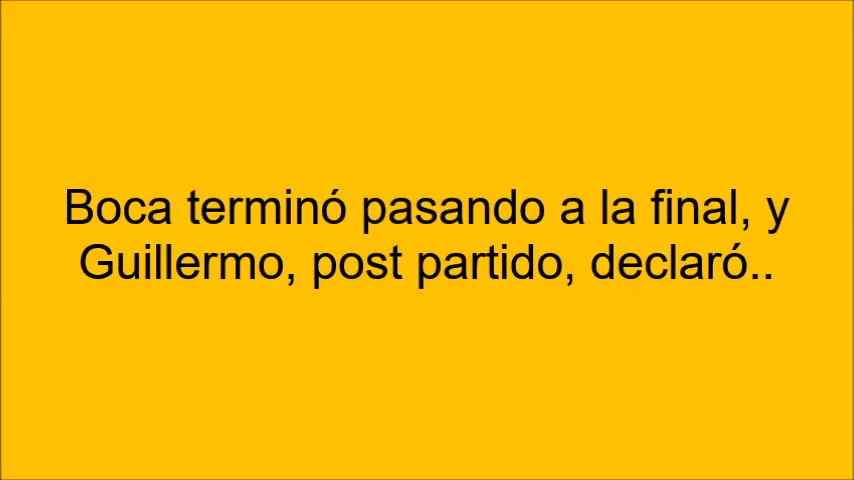 Boca terminó pasando a la final, y
Guillermo, post partido, declaró..